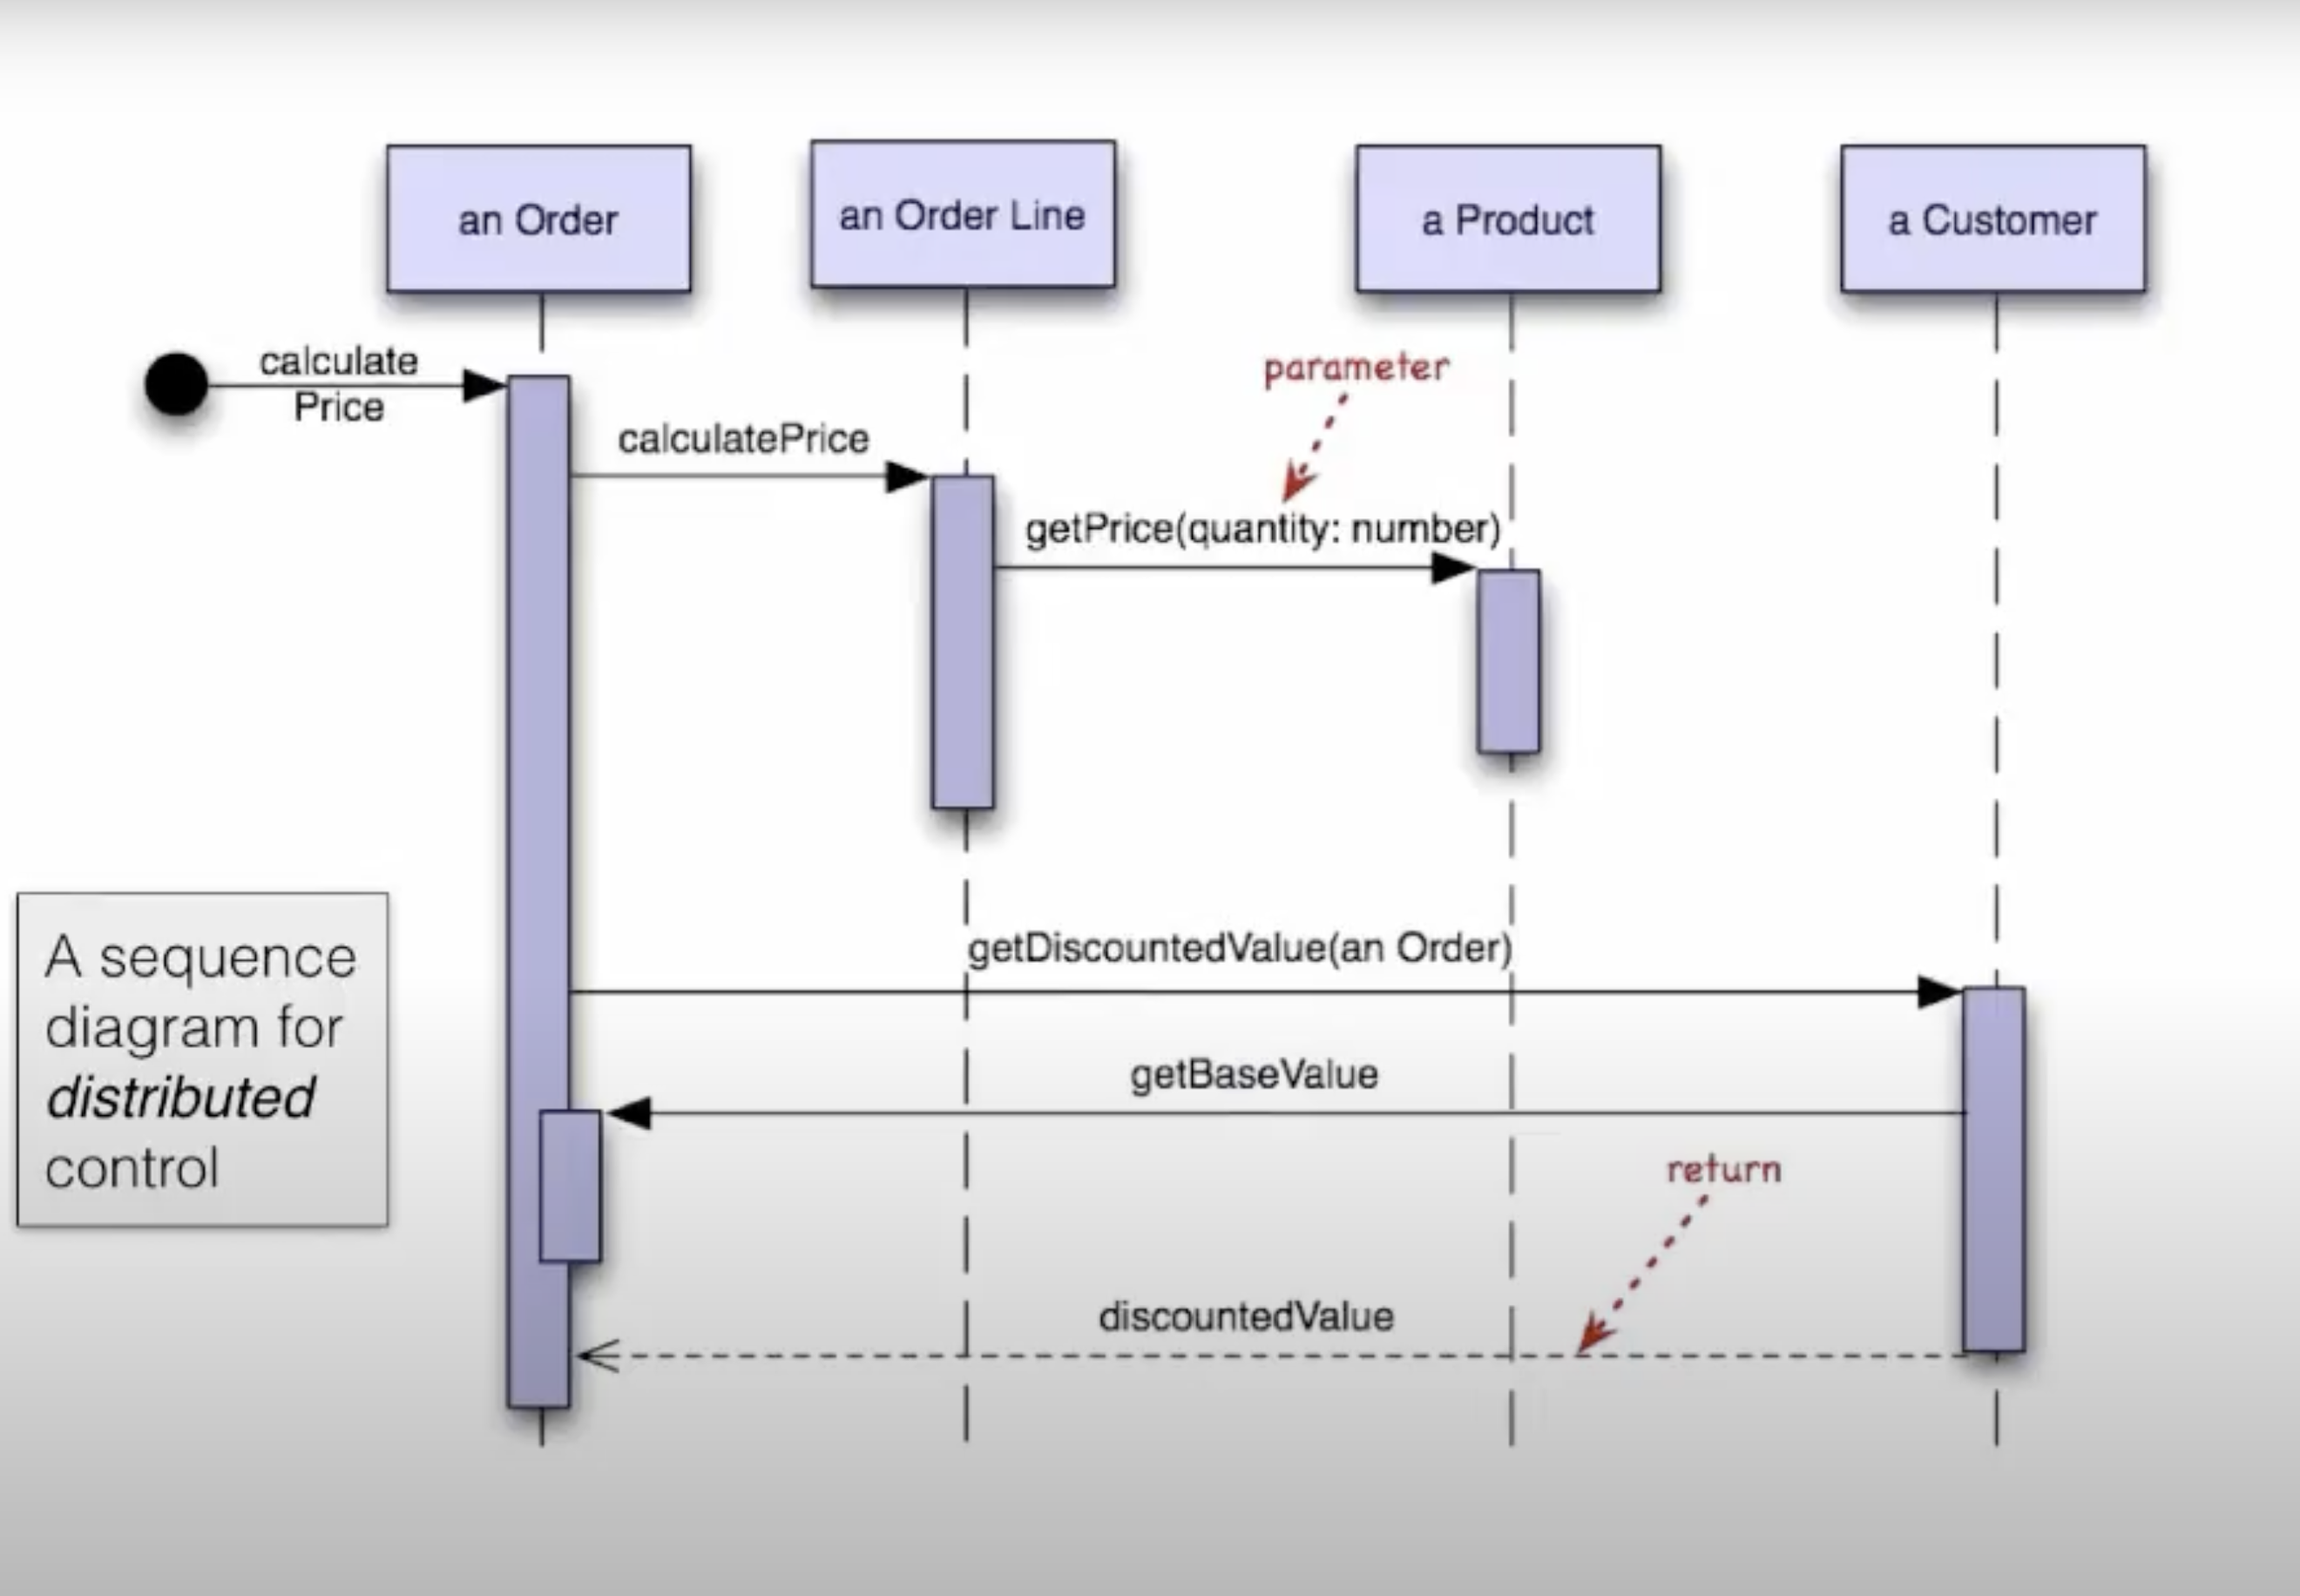 an Order
an Order Line
a Product
a Customer
calculate
Price
parameter
calculatePrice
getPrice(quantity: number)
A sequence
diagram for
distributed
control
getDiscountedValue(an Order)
getBaseValue
return
discountedValue